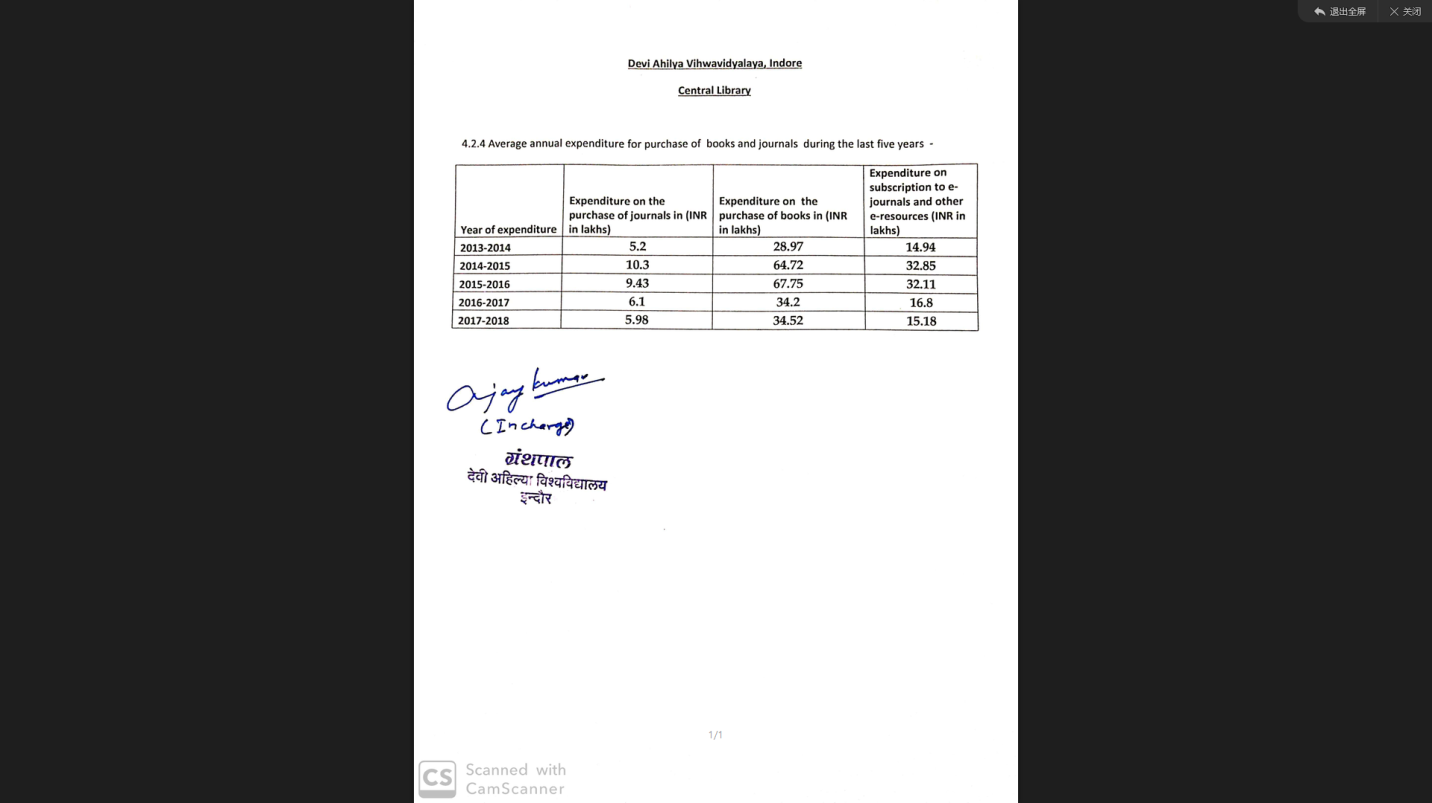 退出全屏 关闭
Devi Ahilya Vihwavidyalaya, Indore
Central Library
4.2.4 Average annual expenditure for purchase of books and journals during the last five years -
Year of expenditure
Expenditure on the
purchase of journals in (INR
in lakhs)
Expenditure on the
purchase of books in (INR
in lakhs)
Expenditure on
subscription to e-
journals and other
e-resources (INR in
lakhs)
2013-2014 5.2 28.97 14.94
2014-2015 10.3 64.72 32.85
2015-2016 9.43 67.75 32.11
2016-2017 6.1 34.2 16.8
2017-2018 5.98 34.52 15.18
Ajay kumar
(Incharge)
ग्रंथपाल
देवी अहिल्या विश्वविद्यालय
इन्दौर
1/1
CS Scanned with
CamScanner